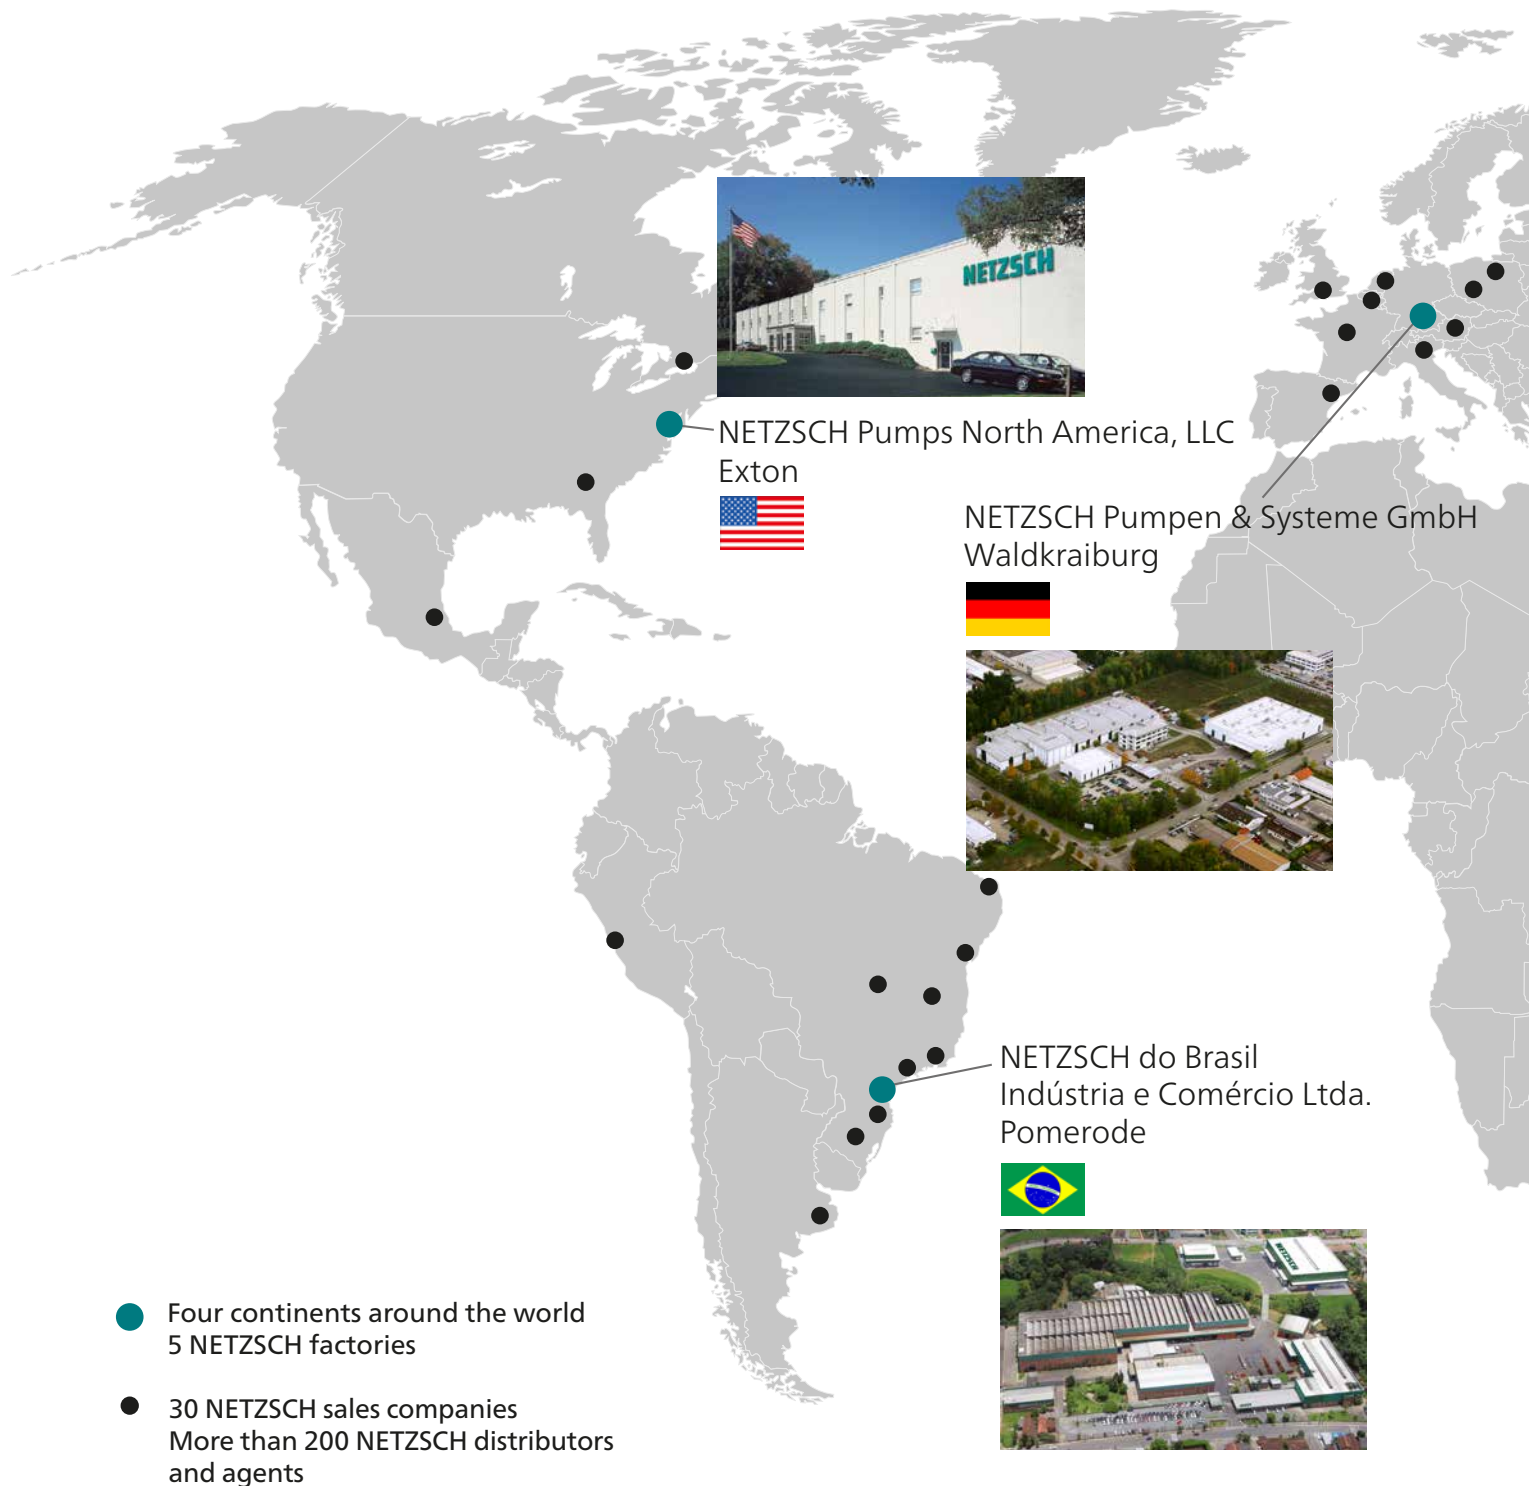 NETZSCH
NETZSCH Pumps North America, LLC
Exton
NETZSCH Pumpen & Systeme GmbH
Waldkraiburg
NETZSCH do Brasil
Indústria e Comércio Ltda.
Pomerode
NETZSCH
Four continents around the world
5 NETZSCH factories
30 NETZSCH sales companies
More than 200 NETZSCH distributors
and agents